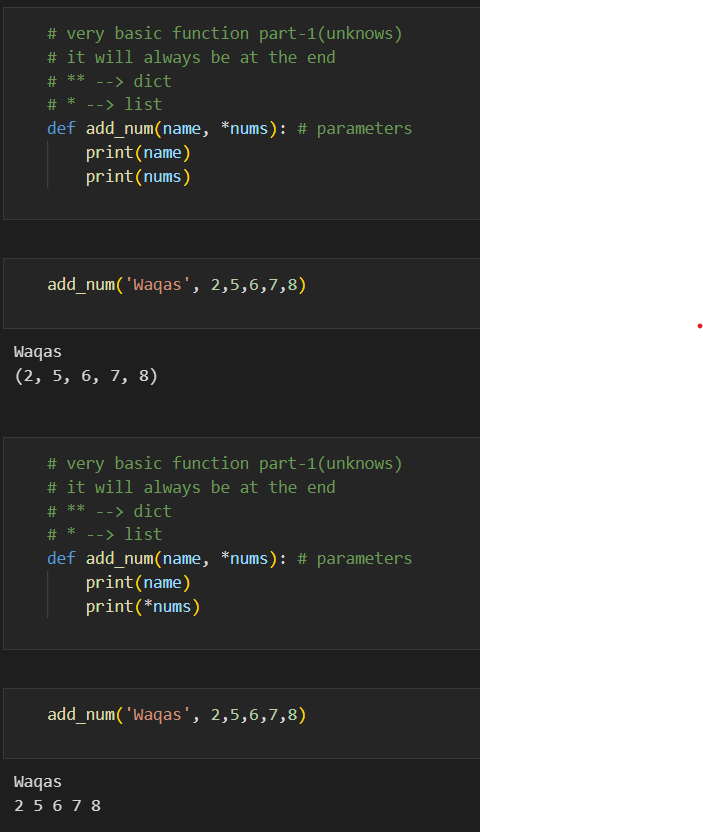 # very basic function part-1(unknows)
# it will always be at the end
# ** --> dict
# * --> list
def add_num(name, *nums): # parameters
    print(name)
    print(nums)
add_num('Waqas', 2,5,6,7,8)
Waqas
(2, 5, 6, 7, 8)
# very basic function part-1(unknows)
# it will always be at the end
# ** --> dict
# * --> list
def add_num(name, *nums): # parameters
    print(name)
    print(*nums)
add_num('Waqas', 2,5,6,7,8)
Waqas
2 5 6 7 8